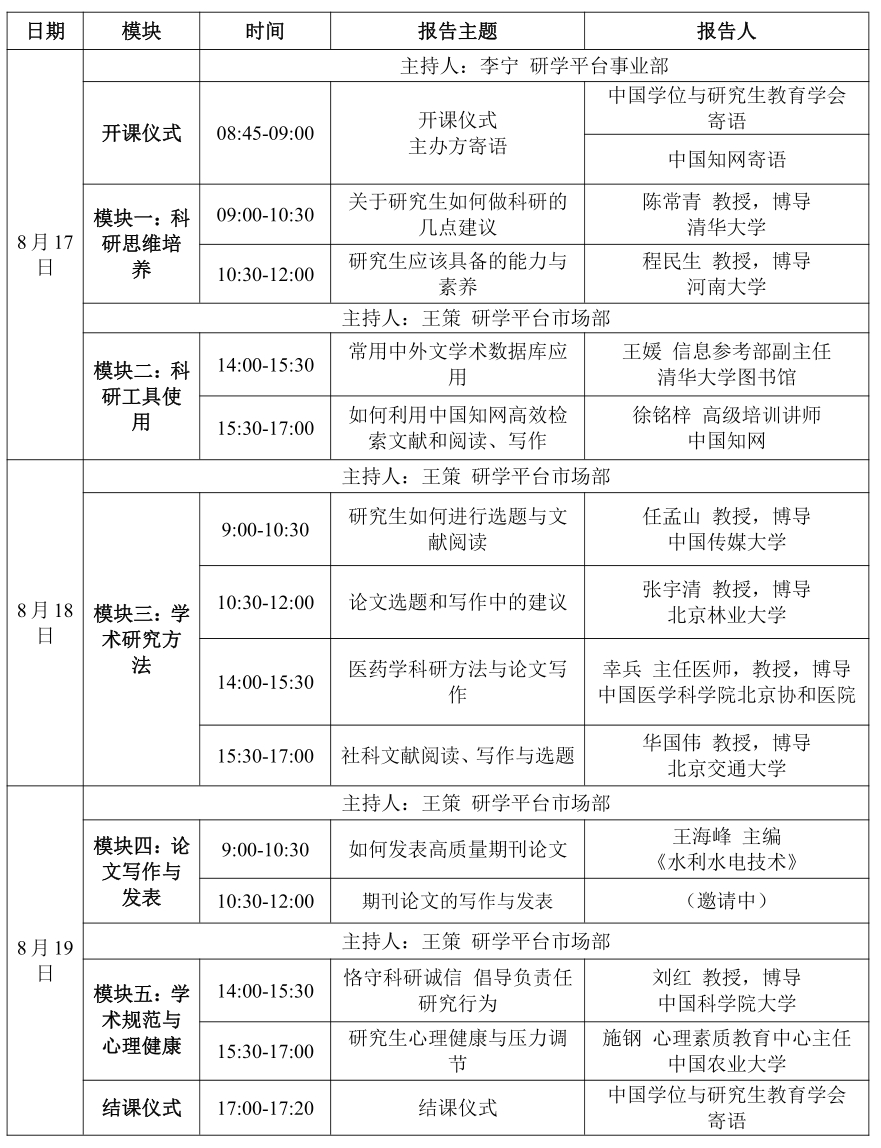 日期 模块 时间 报告主题 报告人
主持人：李宁 研学平台事业部
开课仪式
08:45-09:00
开课仪式
主办方寄语
中国学位与研究生教育学会
寄语
中国知网寄语
8月17
日
模块一：科
研思维培
养
09:00-10:30
关于研究生如何做科研的
几点建议
陈常青 教授，博导
清华大学
10:30-12:00
研究生应该具备的能力与
素养
程民生 教授，博导
河南大学
主持人：王策 研学平台市场部
模块二：科
研工具使
用
14:00-15:30
常用中外文学术数据库应
用
王媛 信息参考部副主任
清华大学图书馆
15:30-17:00
如何利用中国知网高效检
索文献和阅读、写作
徐铭梓 高级培训讲师
中国知网
主持人：王策 研学平台市场部
8月18
日
模块三：学
术研究方
法
9:00-10:30
研究生如何进行选题与文
献阅读
任孟山 教授，博导
中国传媒大学
10:30-12:00
论文选题和写作中的建议
张宇清 教授，博导
北京林业大学
14:00-15:30
医药学科研方法与论文写
作
幸兵 主任医师，教授，博导
中国医学科学院北京协和医院
15:30-17:00
社科文献阅读、写作与选题
华国伟 教授，博导
北京交通大学
主持人：王策 研学平台市场部
8月19
日
模块四：论
文写作与
发表
9:00-10:30
如何发表高质量期刊论文
王海峰 主编
《水利水电技术》
10:30-12:00
期刊论文的写作与发表
（邀请中）
主持人：王策 研学平台市场部
模块五：学
术规范与
心理健康
14:00-15:30
恪守科研诚信 倡导负责任
研究行为
刘红 教授，博导
中国科学院大学
15:30-17:00
研究生心理健康与压力调
节
施钢 心理素质教育中心主任
中国农业大学
结课仪式
17:00-17:20
结课仪式
中国学位与研究生教育学会
寄语